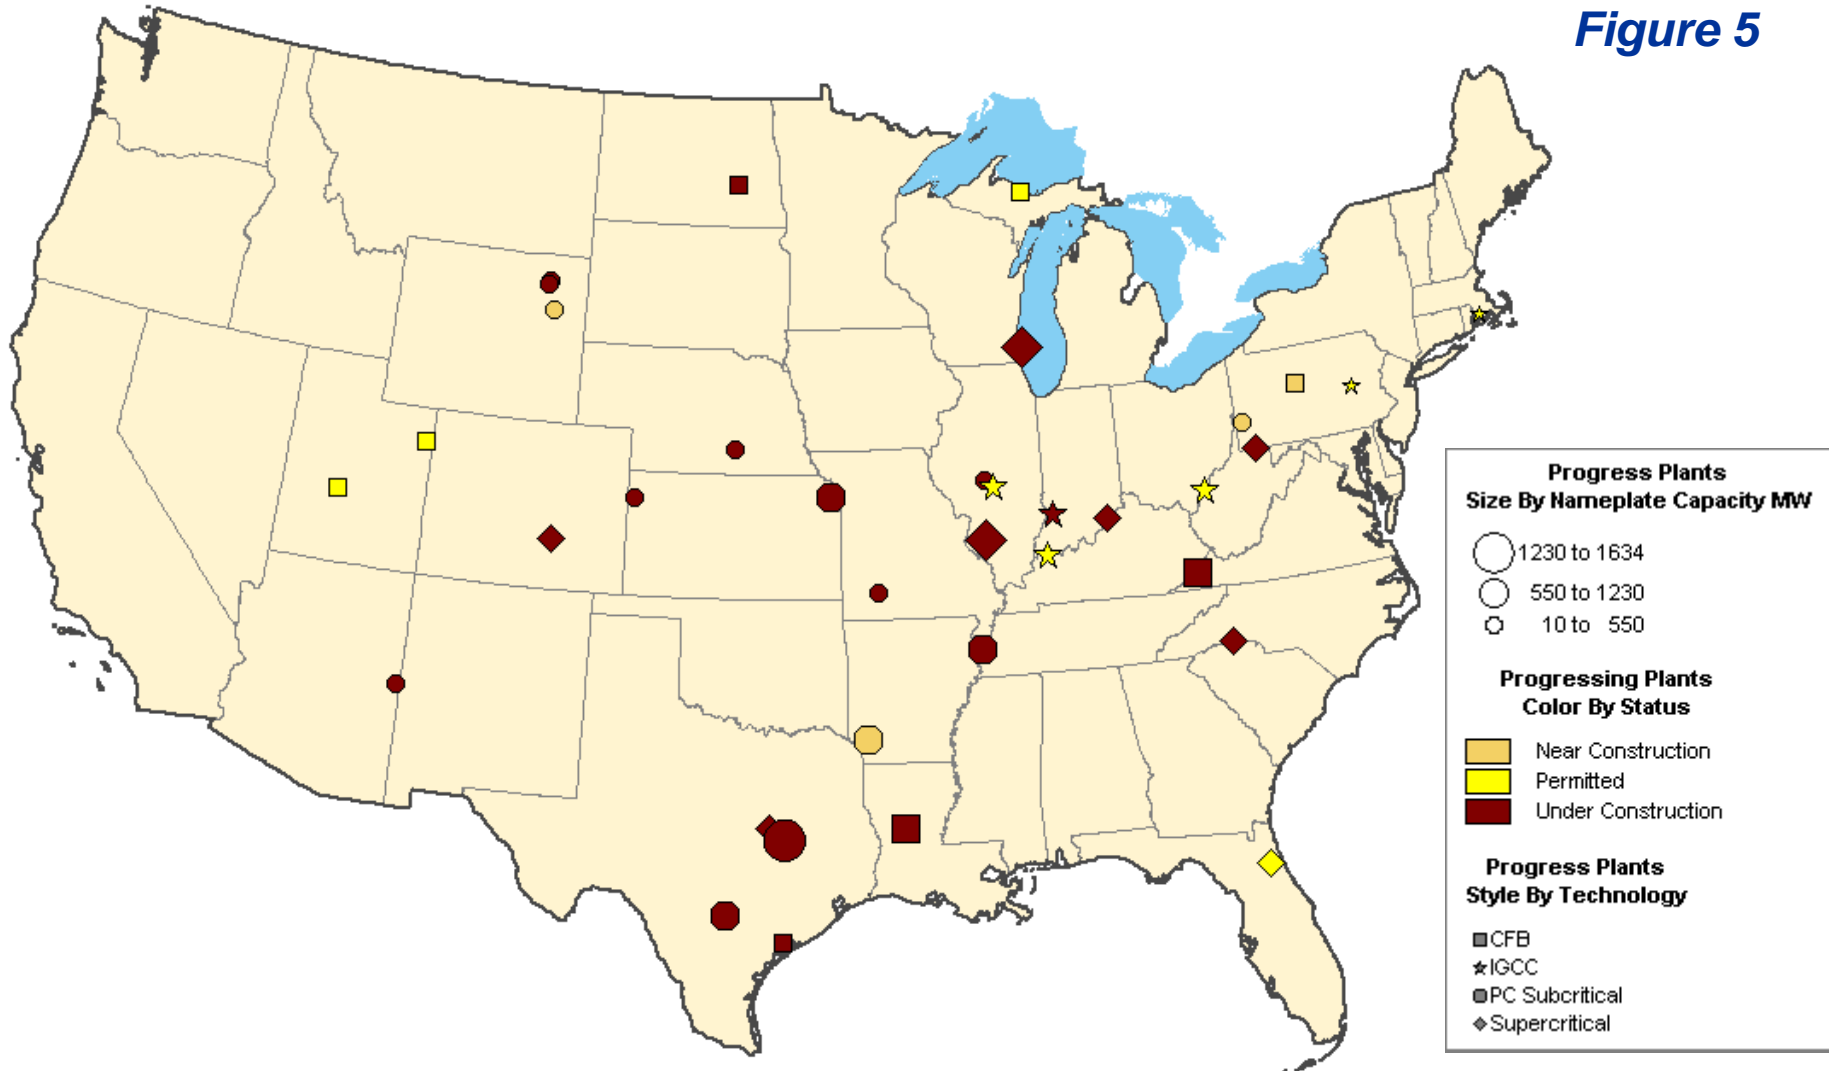 Figure 5
Progress Plants
Size By Nameplate Capacity MW
1230 to 1634
550 to 1230
10 to 550
Progressing Plants
Color By Status
Near Construction
Permitted
Under Construction
Progress Plants
Style By Technology
CFB
IGCC
PC Subcritical
Supercritical